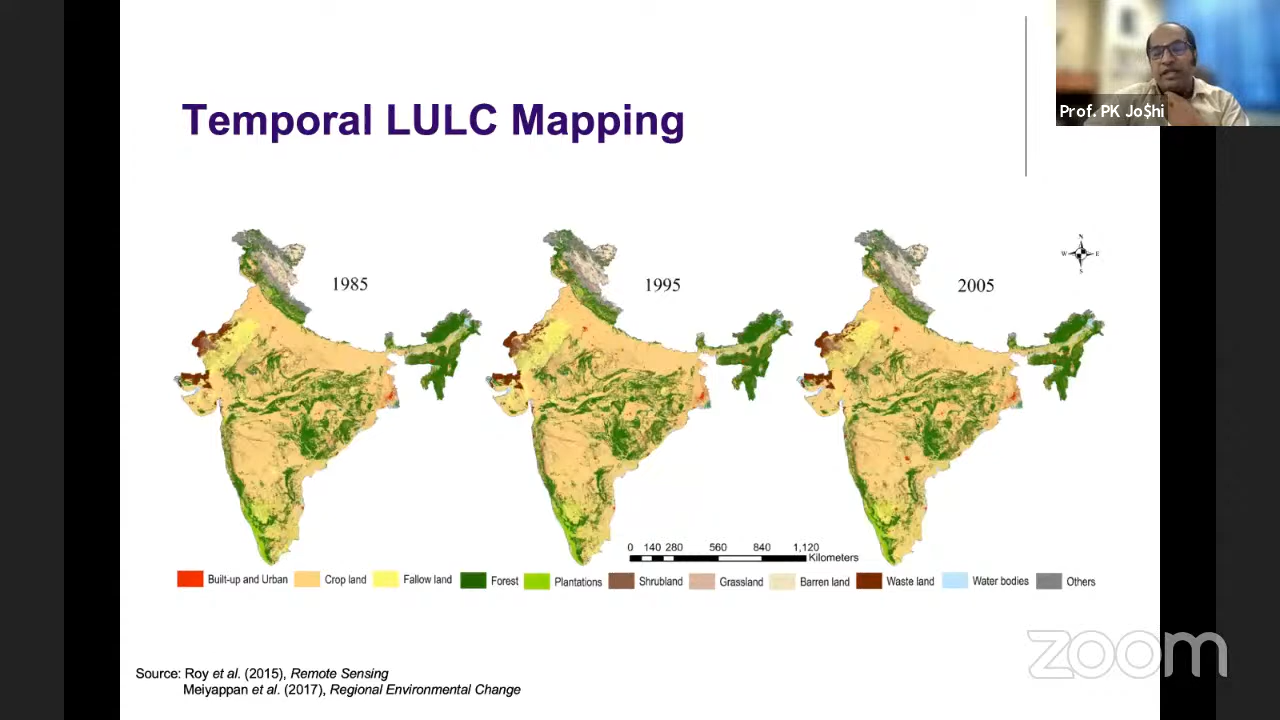 Temporal LULC Mapping
Prof. PK Jo$hi
1985
1995
2005
N
W
E
S
0 140 280 560 840 1,120
Kilometers
Built-up and Urban Crop land Fallow land Forest Plantations Shrubland Grassland Barren land Waste land Water bodies Others
Source: Roy et al. (2015), Remote Sensing
Meiyappan et al. (2017), Regional Environmental Change
zoom